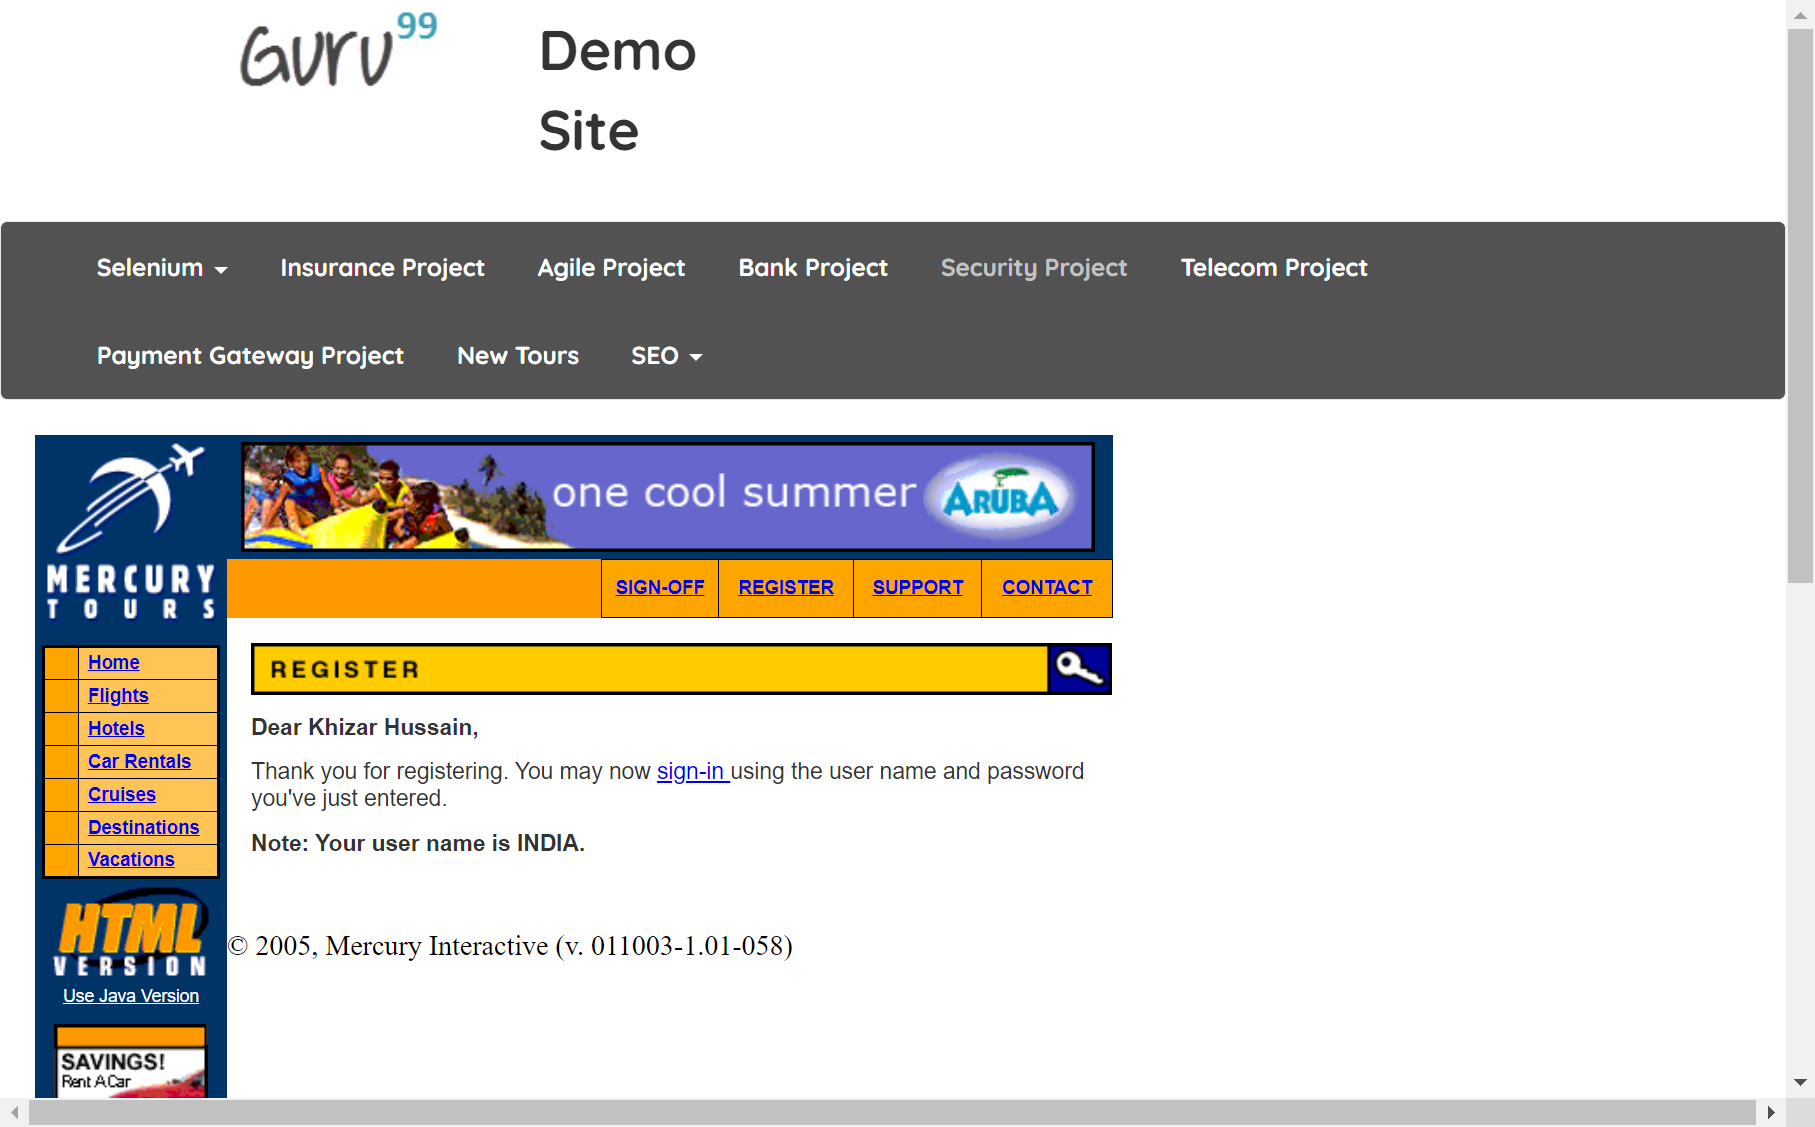 Guru99
Demo
Site
Selenium
Insurance Project
Agile Project
Bank Project
Security Project
Telecom Project
Payment Gateway Project
New Tours
SEO
one cool summer
ARUBA
MERCURY
TOURS
SIGN-OFF
REGISTER
SUPPORT
CONTACT
Home
Flights
Hotels
Car Rentals
Cruises
Destinations
Vacations
HTML
VERSION
Use Java Version
SAVINGS!
Rent A Car
REGISTER
Dear Khizar Hussain,
Thank you for registering. You may now sign-in using the user name and password
you've just entered.
Note: Your user name is INDIA.
© 2005, Mercury Interactive (v. 011003-1.01-058)